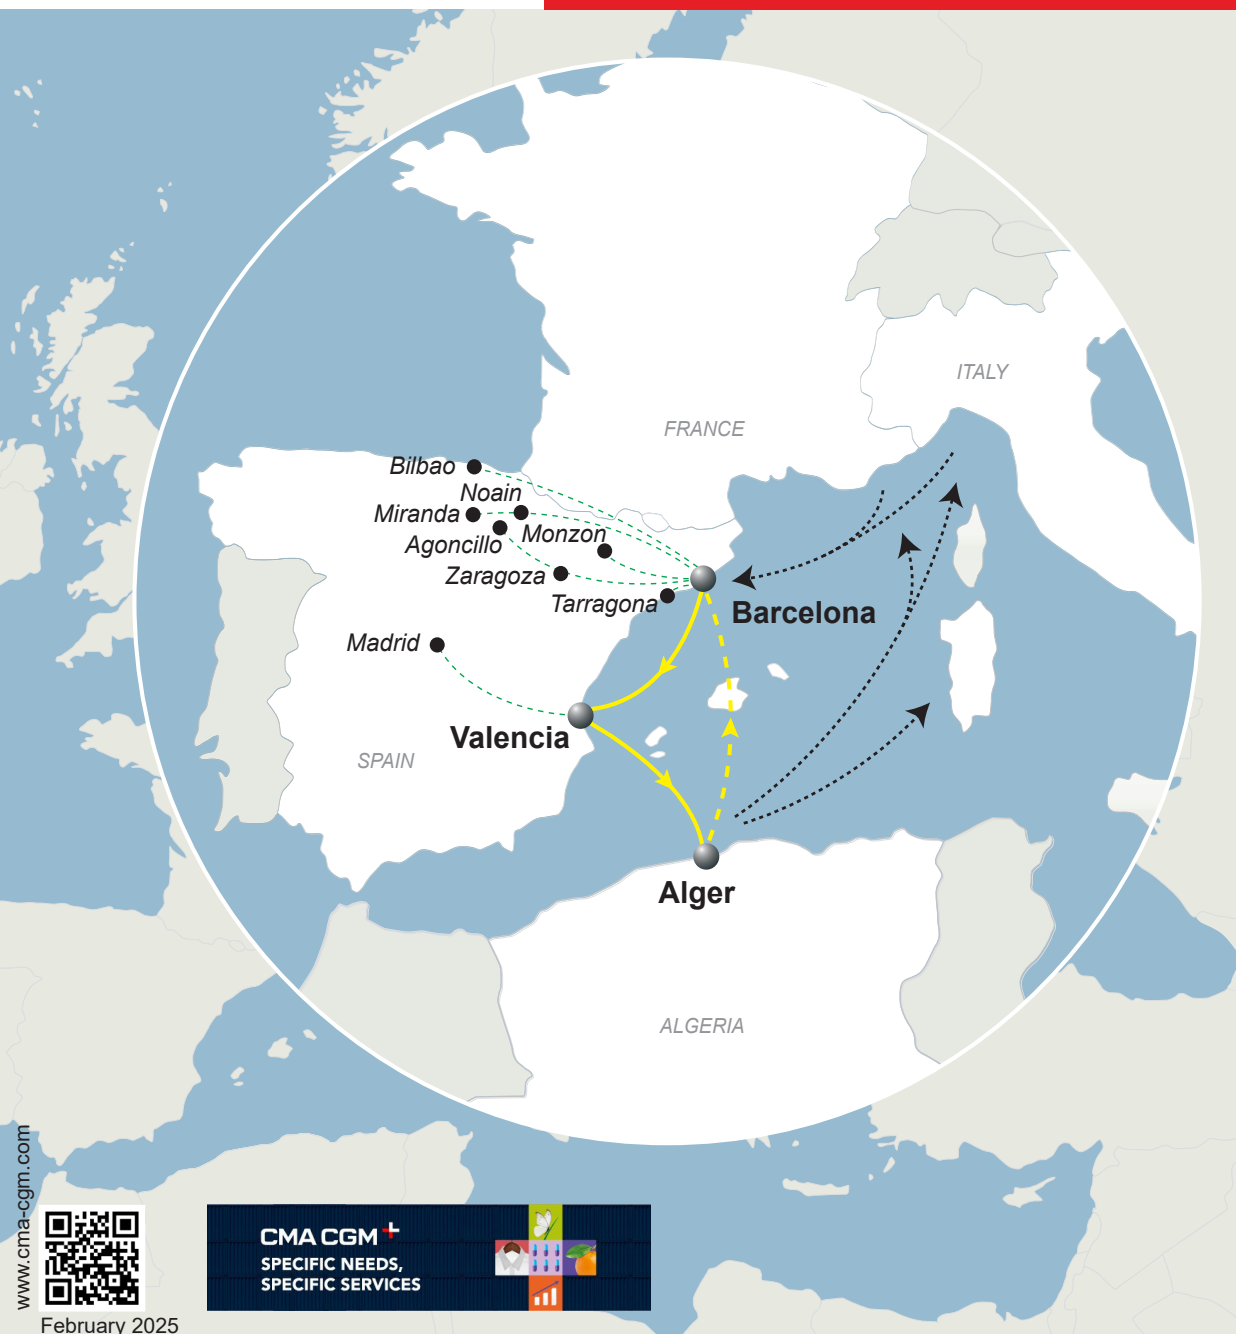 ITALY
FRANCE
Bilbao
Noain
Miranda
Monzon
Agoncillo
Zaragoza
Tarragona
Barcelona
Madrid
Valencia
SPAIN
Alger
ALGERIA
www.cma-cgm.com
CMA CGM +
SPECIFIC NEEDS,
SPECIFIC SERVICES
February 2025